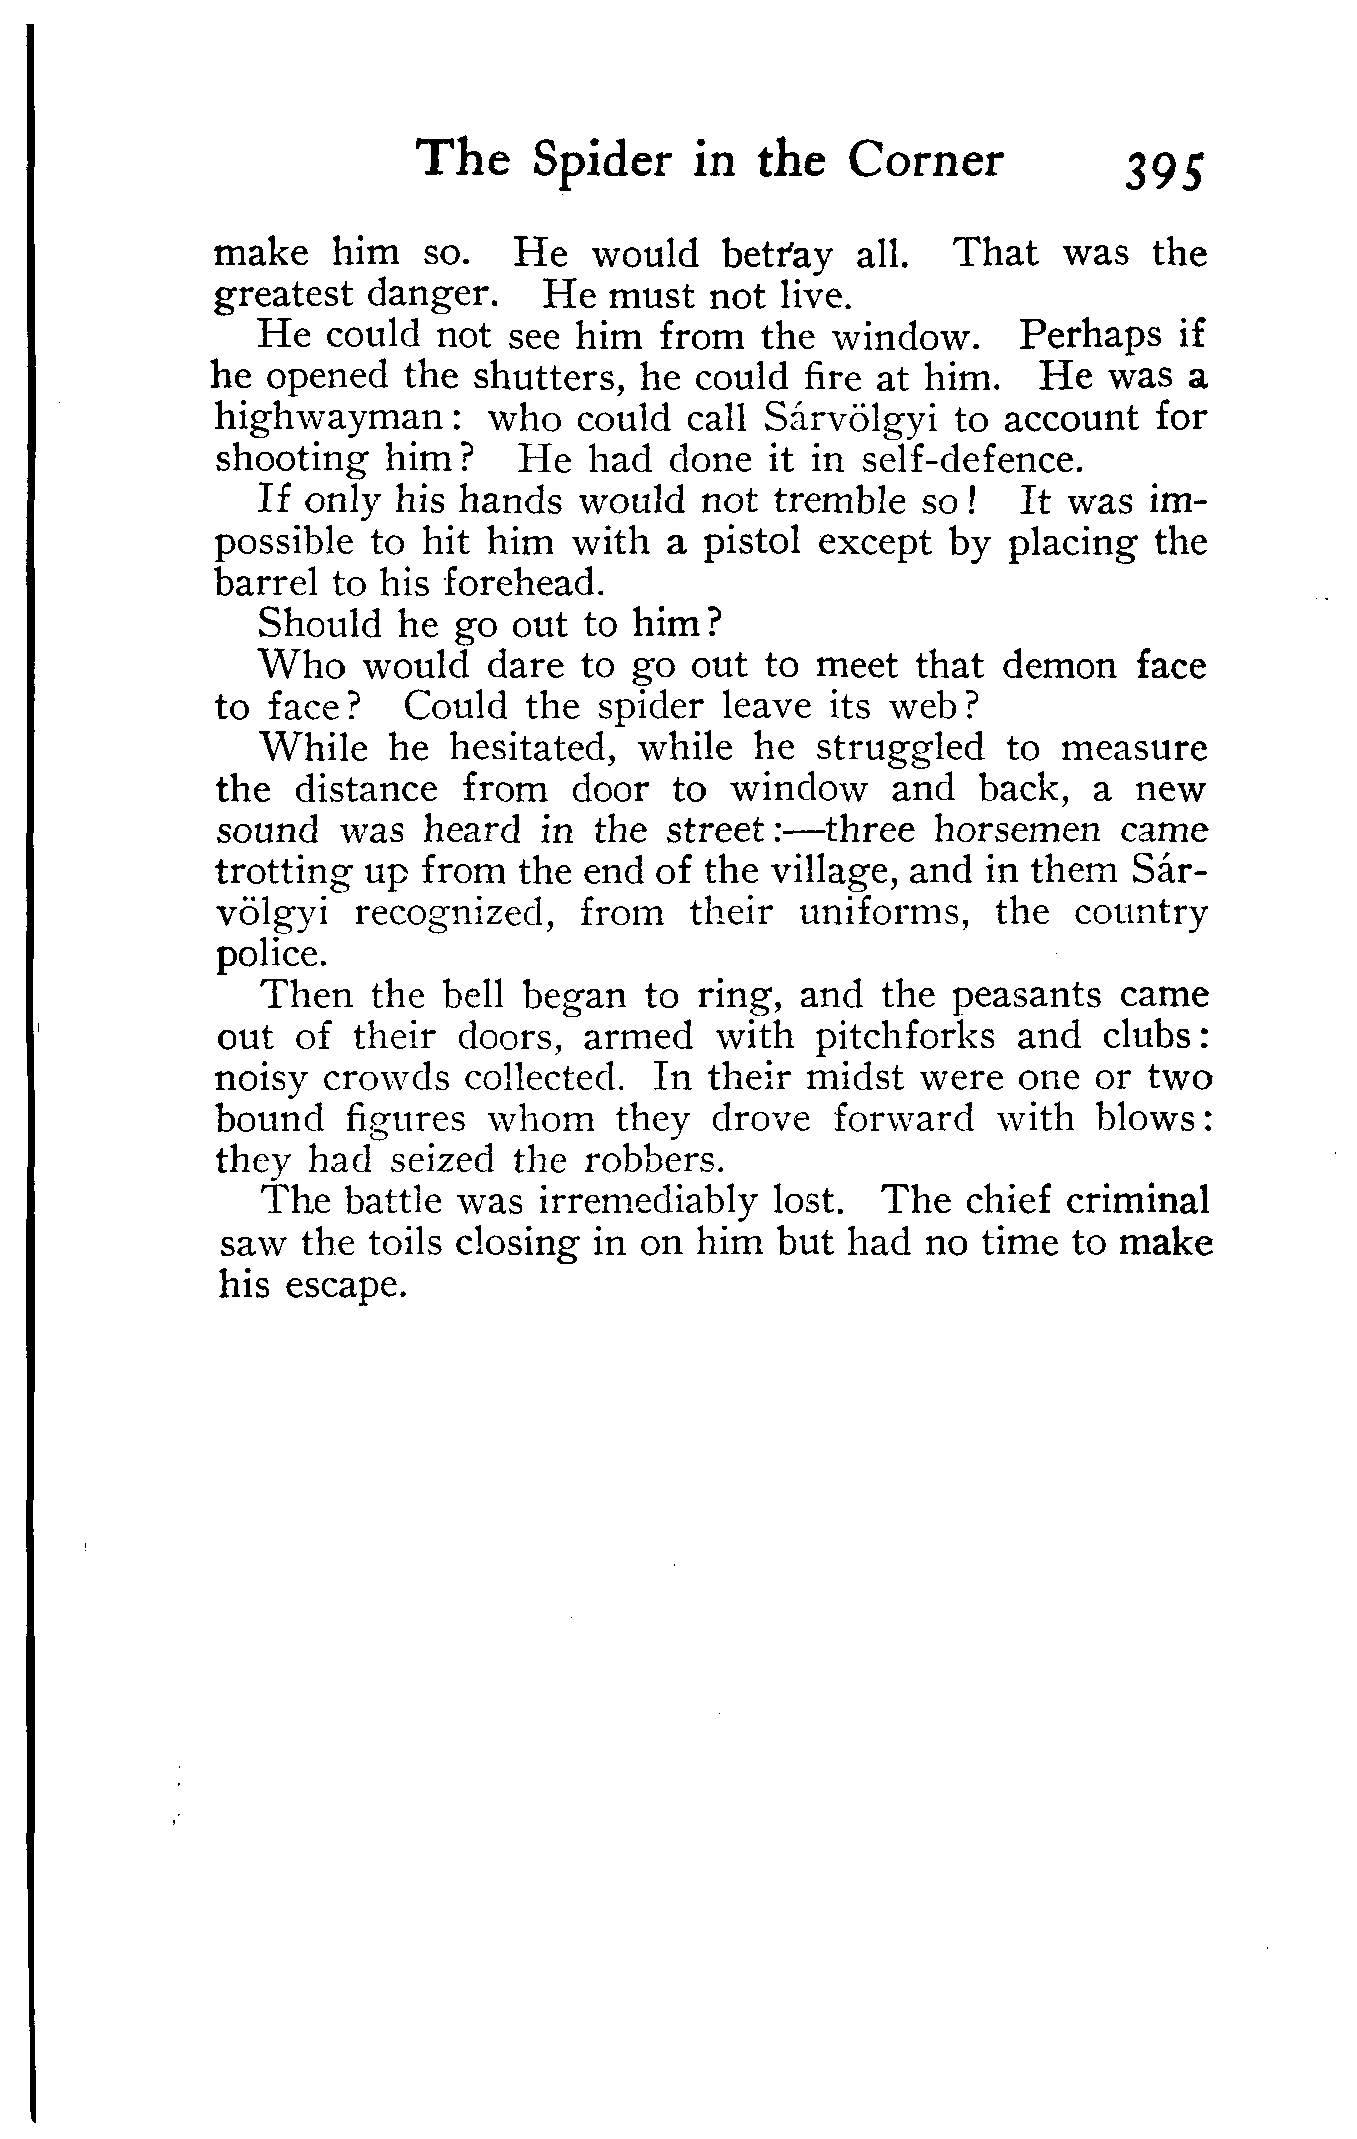 The Spider in the Corner 395
make him so. He would betray all. That was the
greatest danger. He must not live.
He could not see him from the window. Perhaps if
he opened the shutters, he could fire at him. He was a
highwayman: who could call Sárvölgyi to account for
shooting him? He had done it in self-defence.
If only his hands would not tremble so! It was im-
possible to hit him with a pistol except by placing the
barrel to his forehead.
Should he go out to him?
Who would dare to go out to meet that demon face
to face? Could the spider leave its web?
While he hesitated, while he struggled to measure
the distance from door to window and back, a new
sound was heard in the street:—three horsemen came
trotting up from the end of the village, and in them Sár-
völgyi recognized, from their uniforms, the country
police.
Then the bell began to ring, and the peasants came
out of their doors, armed with pitchforks and clubs:
noisy crowds collected. In their midst were one or two
bound figures whom they drove forward with blows:
they had seized the robbers.
The battle was irremediably lost. The chief criminal
saw the toils closing in on him but had no time to make
his escape.